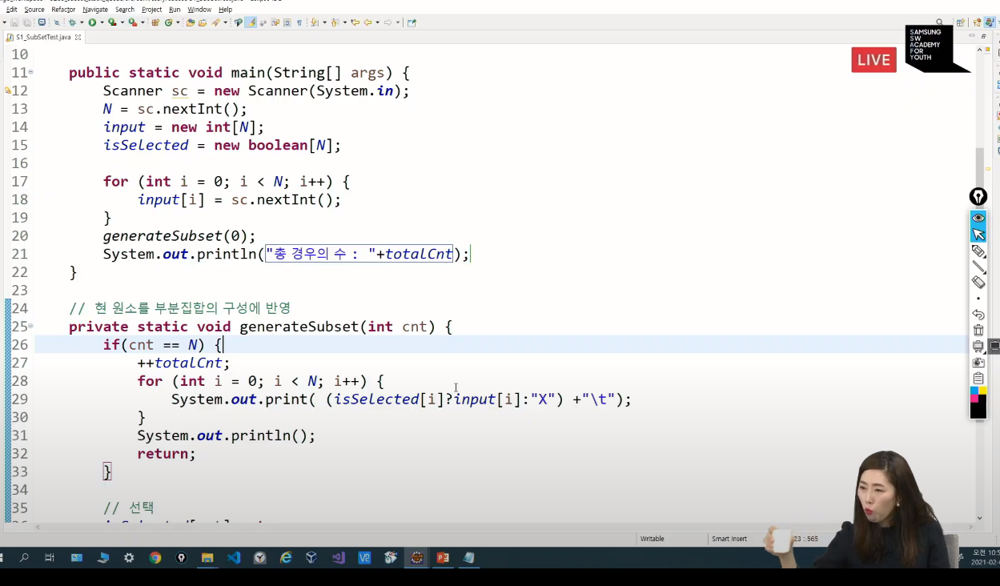 Edit Source Refactor Navigate Search Project Run Window Help
S1_SubSetTest.java
LIVE
SAMSUNG
SW
ACADEMY
FOR
YOUTH
10
11 public static void main(String[] args) {
12 Scanner sc = new Scanner(System.in);
13 N = sc.nextInt();
14 input = new int[N];
15 isSelected = new boolean[N];
16
17 for (int i = 0; i < N; i++) {
18 input[i] = sc.nextInt();
19 }
20 generateSubset(0);
21 System.out.println("총 경우의 수 : "+totalCnt);
22 }
23
24 // 현 원소를 부분집합의 구성에 반영
25 private static void generateSubset(int cnt) {
26 if(cnt == N) {
27 ++totalCnt;
28 for (int i = 0; i < N; i++) {
29 System.out.print( (isSelected[i]?input[i]:"X") +"\t");
30 }
31 System.out.println();
32 return;
33 }
34
35 // 선택
Writable Smart Insert 23 : 565